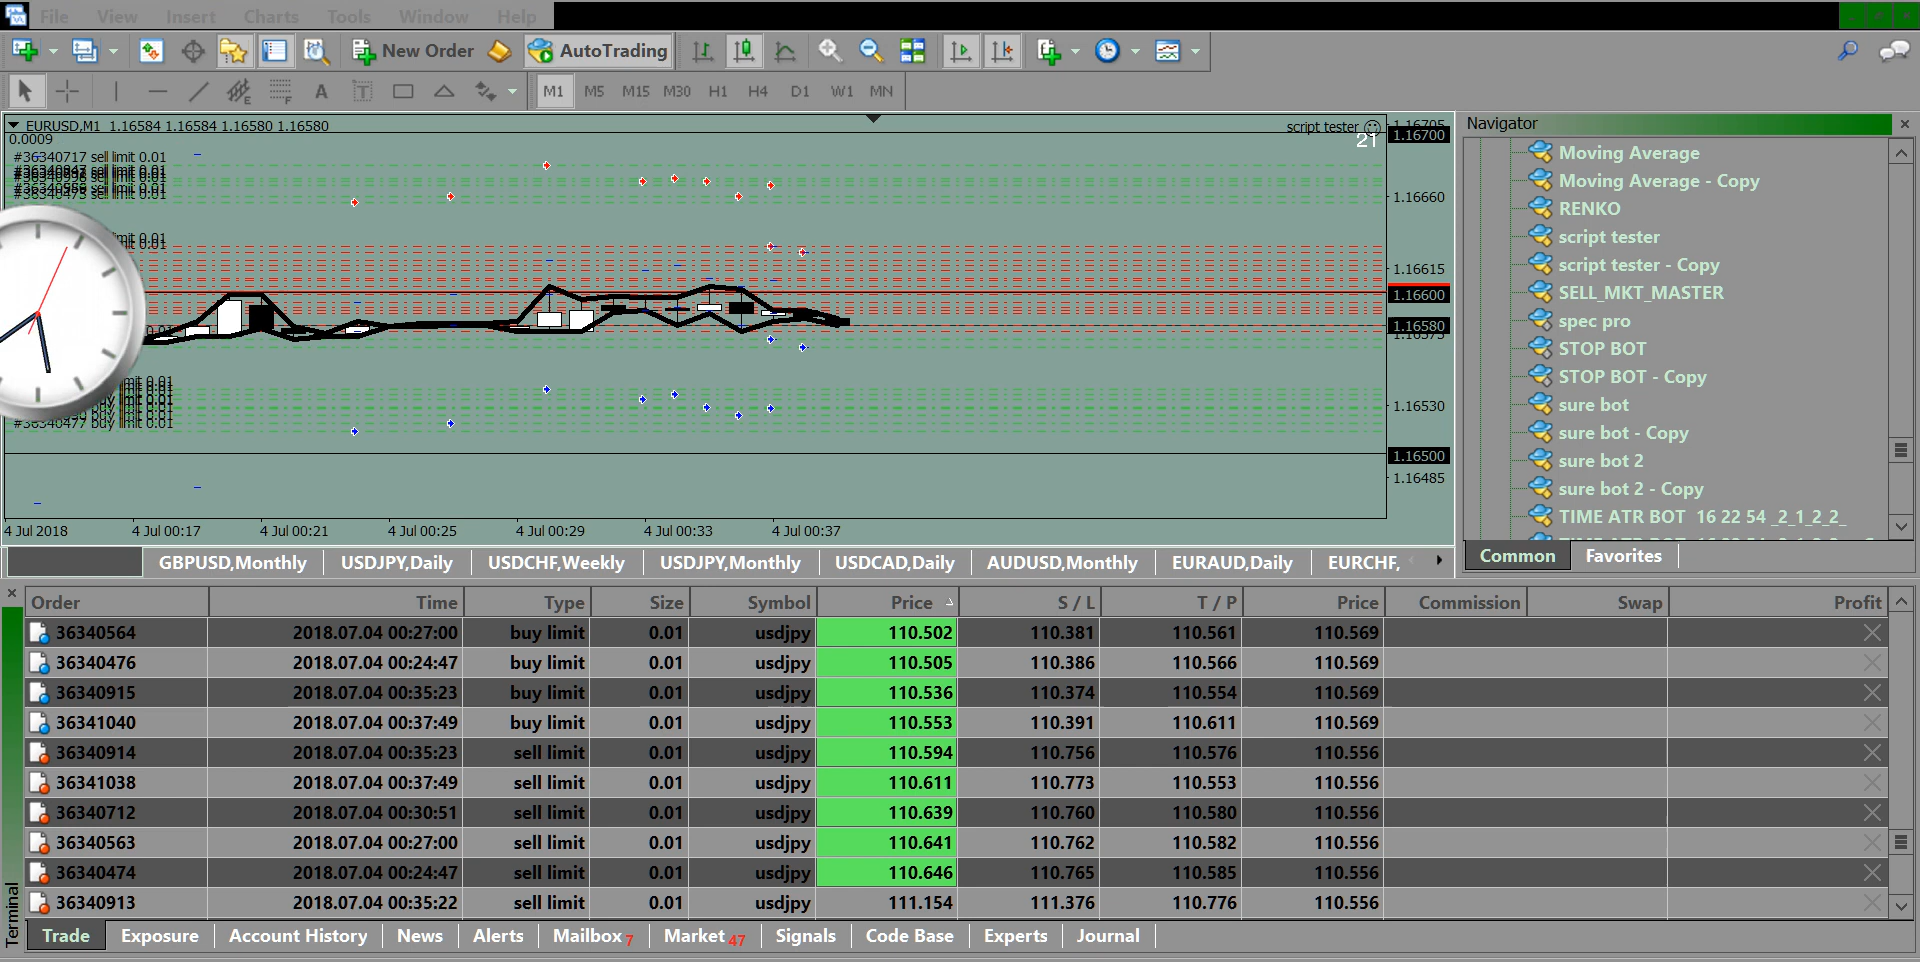 File View Insert Charts Tools Window Help
New Order AutoTrading
A T M1 M5 M15 M30 H1 H4 D1 W1 MN
EURUSD,M1 1.16584 1.16584 1.16580 1.16580
0.0009
script tester
21
#36340717 sell limit 0.01
#36340477 buy limit 0.01
1.16705
1.16700
1.16660
1.16615
1.16600
1.16580
1.16575
1.16530
1.16500
1.16485
4 Jul 2018 4 Jul 00:17 4 Jul 00:21 4 Jul 00:25 4 Jul 00:29 4 Jul 00:33 4 Jul 00:37
GBPUSD,Monthly USDJPY,Daily USDCHF,Weekly USDJPY,Monthly USDCAD,Daily AUDUSD,Monthly EURAUD,Daily EURCHF,
Navigator
Moving Average
Moving Average - Copy
RENKO
script tester
script tester - Copy
SELL_MKT_MASTER
spec pro
STOP BOT
STOP BOT - Copy
sure bot
sure bot - Copy
sure bot 2
sure bot 2 - Copy
TIME ATR BOT 16 22 54 _2_1_2_2_
Common Favorites
Order Time Type Size Symbol Price S / L T / P Price Commission Swap Profit
36340564 2018.07.04 00:27:00 buy limit 0.01 usdjpy 110.502 110.381 110.561 110.569
36340476 2018.07.04 00:24:47 buy limit 0.01 usdjpy 110.505 110.386 110.566 110.569
36340915 2018.07.04 00:35:23 buy limit 0.01 usdjpy 110.536 110.374 110.554 110.569
36341040 2018.07.04 00:37:49 buy limit 0.01 usdjpy 110.553 110.391 110.611 110.569
36340914 2018.07.04 00:35:23 sell limit 0.01 usdjpy 110.594 110.756 110.576 110.556
36341038 2018.07.04 00:37:49 sell limit 0.01 usdjpy 110.611 110.773 110.553 110.556
36340712 2018.07.04 00:30:51 sell limit 0.01 usdjpy 110.639 110.760 110.580 110.556
36340563 2018.07.04 00:27:00 sell limit 0.01 usdjpy 110.641 110.762 110.582 110.556
36340474 2018.07.04 00:24:47 sell limit 0.01 usdjpy 110.646 110.765 110.585 110.556
36340913 2018.07.04 00:35:22 sell limit 0.01 usdjpy 111.154 111.376 110.776 110.556
Terminal
Trade Exposure Account History News Alerts Mailbox 7 Market 47 Signals Code Base Experts Journal